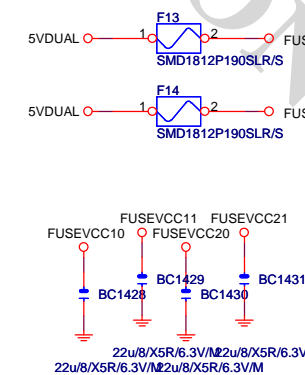 F13
5VDUAL 1 2 FUS
SMD1812P190SLR/S
F14
5VDUAL 1 2 FUS
SMD1812P190SLR/S
FUSEVCC11 FUSEVCC21
FUSEVCC10 FUSEVCC20
BC1429 BC1431
BC1428 BC1430
22u/8/X5R/6.3V/M 22u/8/X5R/6.3V
22u/8/X5R/6.3V/M 22u/8/X5R/6.3V/M